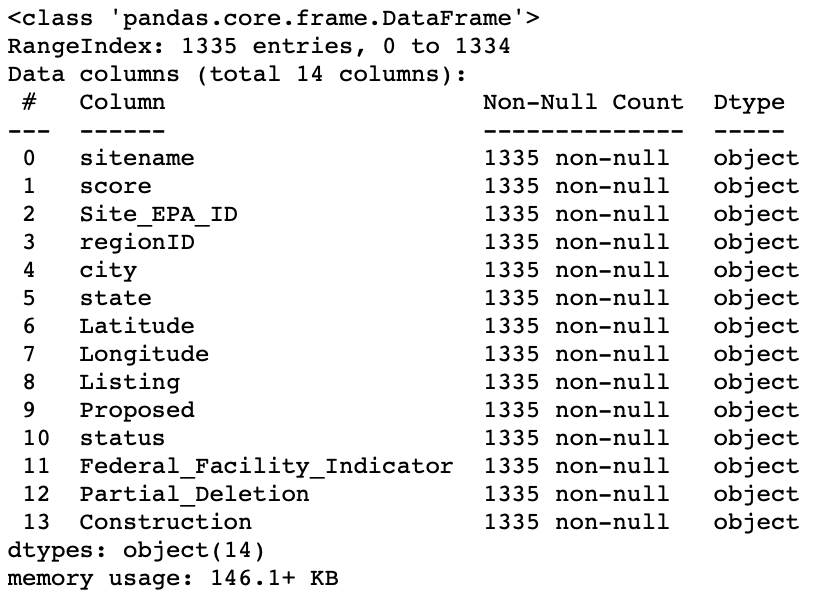 <class 'pandas.core.frame.DataFrame'>
RangeIndex: 1335 entries, 0 to 1334
Data columns (total 14 columns):
 #   Column                      Non-Null Count  Dtype
---  ------                      --------------  -----
 0   sitename                    1335 non-null   object
 1   score                       1335 non-null   object
 2   Site_EPA_ID                 1335 non-null   object
 3   regionID                    1335 non-null   object
 4   city                        1335 non-null   object
 5   state                       1335 non-null   object
 6   Latitude                    1335 non-null   object
 7   Longitude                   1335 non-null   object
 8   Listing                     1335 non-null   object
 9   Proposed                    1335 non-null   object
 10  status                      1335 non-null   object
 11  Federal_Facility_Indicator  1335 non-null   object
 12  Partial_Deletion            1335 non-null   object
 13  Construction                1335 non-null   object
dtypes: object(14)
memory usage: 146.1+ KB